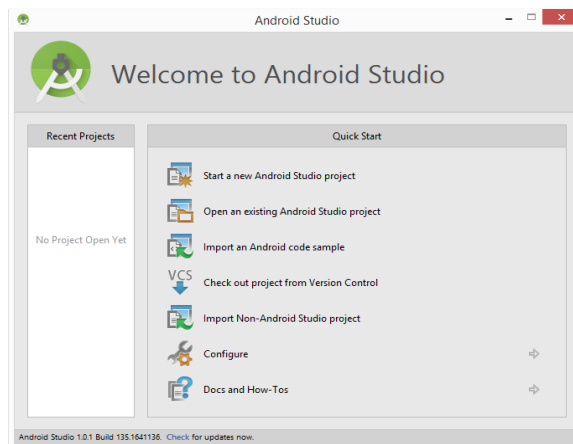 Android Studio
Welcome to Android Studio
Recent Projects
No Project Open Yet
Quick Start
Start a new Android Studio project
Open an existing Android Studio project
Import an Android code sample
VCS
Check out project from Version Control
Import Non-Android Studio project
Configure
Docs and How-Tos
Android Studio 1.0.1 Build 135.1641136. Check for updates now.